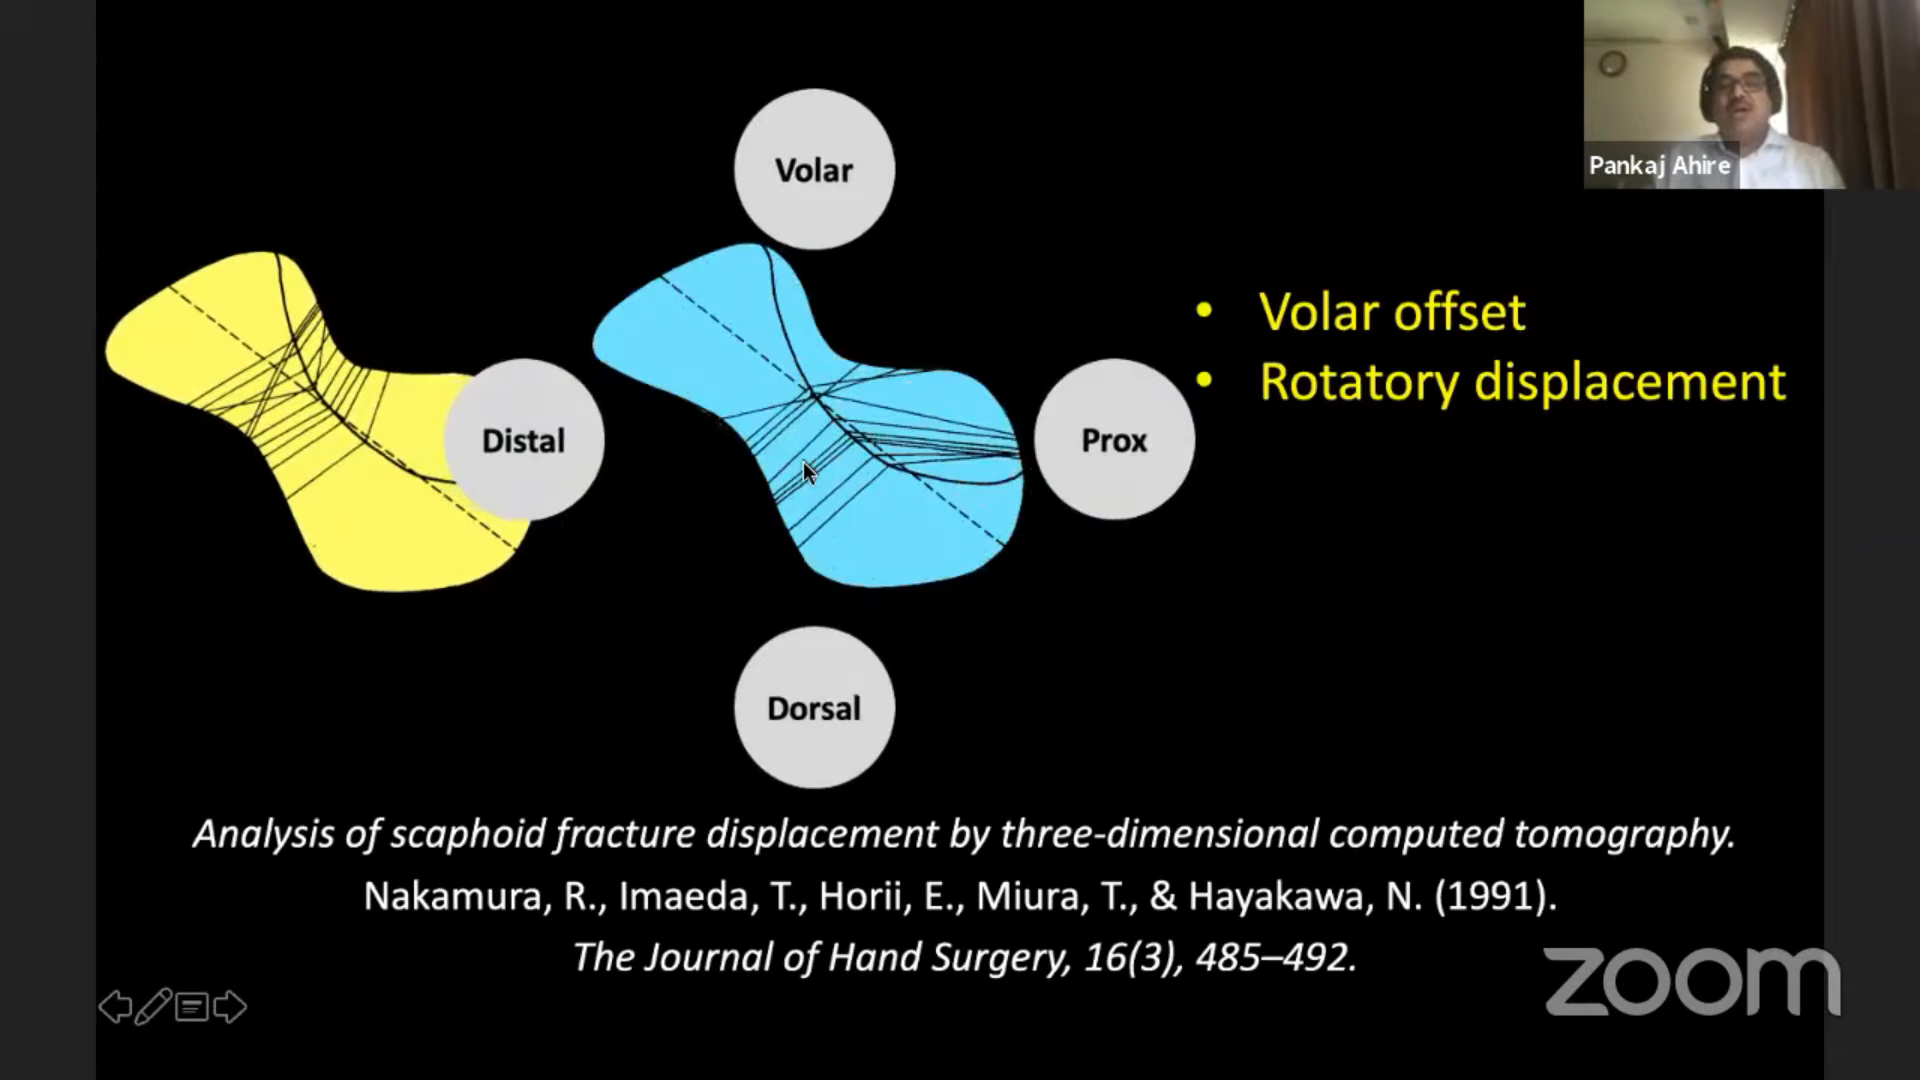 Volar
Pankaj Ahire
• Volar offset
• Rotatory displacement
Distal
Prox
Dorsal
Analysis of scaphoid fracture displacement by three-dimensional computed tomography.
Nakamura, R., Imaeda, T., Horii, E., Miura, T., & Hayakawa, N. (1991).
The Journal of Hand Surgery, 16(3), 485–492.
zoom